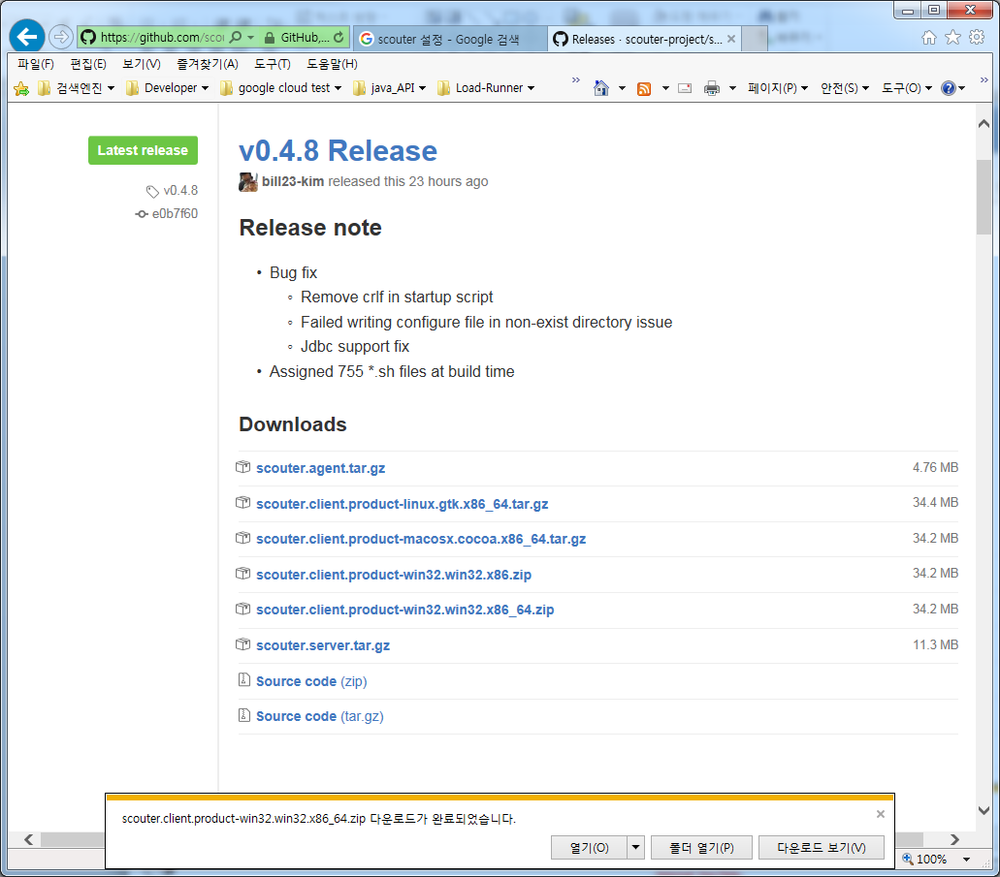 https://github.com/scou
GitHub,...
scouter 설정 - Google 검색
Releases · scouter-project/s...
파일(F) 편집(E) 보기(V) 즐겨찾기(A) 도구(T) 도움말(H)
검색엔진 Developer google cloud test java_API Load-Runner » 페이지(P) 안전(S) 도구(O) »
Latest release
v0.4.8
e0b7f60
v0.4.8 Release
bill23-kim released this 23 hours ago
Release note
• Bug fix
◦ Remove crlf in startup script
◦ Failed writing configure file in non-exist directory issue
◦ Jdbc support fix
• Assigned 755 *.sh files at build time
Downloads
scouter.agent.tar.gz 4.76 MB
scouter.client.product-linux.gtk.x86_64.tar.gz 34.4 MB
scouter.client.product-macosx.cocoa.x86_64.tar.gz 34.2 MB
scouter.client.product-win32.win32.x86.zip 34.2 MB
scouter.client.product-win32.win32.x86_64.zip 34.2 MB
scouter.server.tar.gz 11.3 MB
Source code (zip)
Source code (tar.gz)
scouter.client.product-win32.win32.x86_64.zip 다운로드가 완료되었습니다.
열기(O) 폴더 열기(P) 다운로드 보기(V)
100%